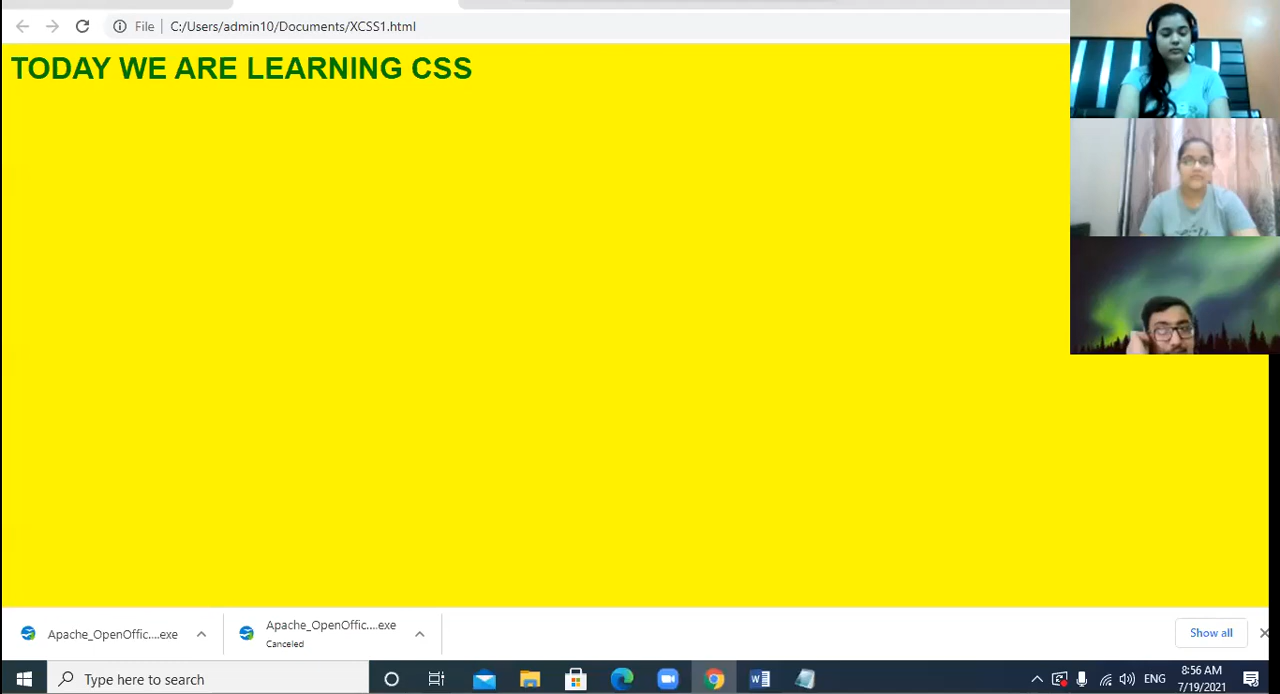 File
C:/Users/admin10/Documents/XCSS1.html
TODAY WE ARE LEARNING CSS
Apache_OpenOffic....exe
Apache_OpenOffic....exe
Canceled
Show all
Type here to search
ENG
8:56 AM
7/19/2021